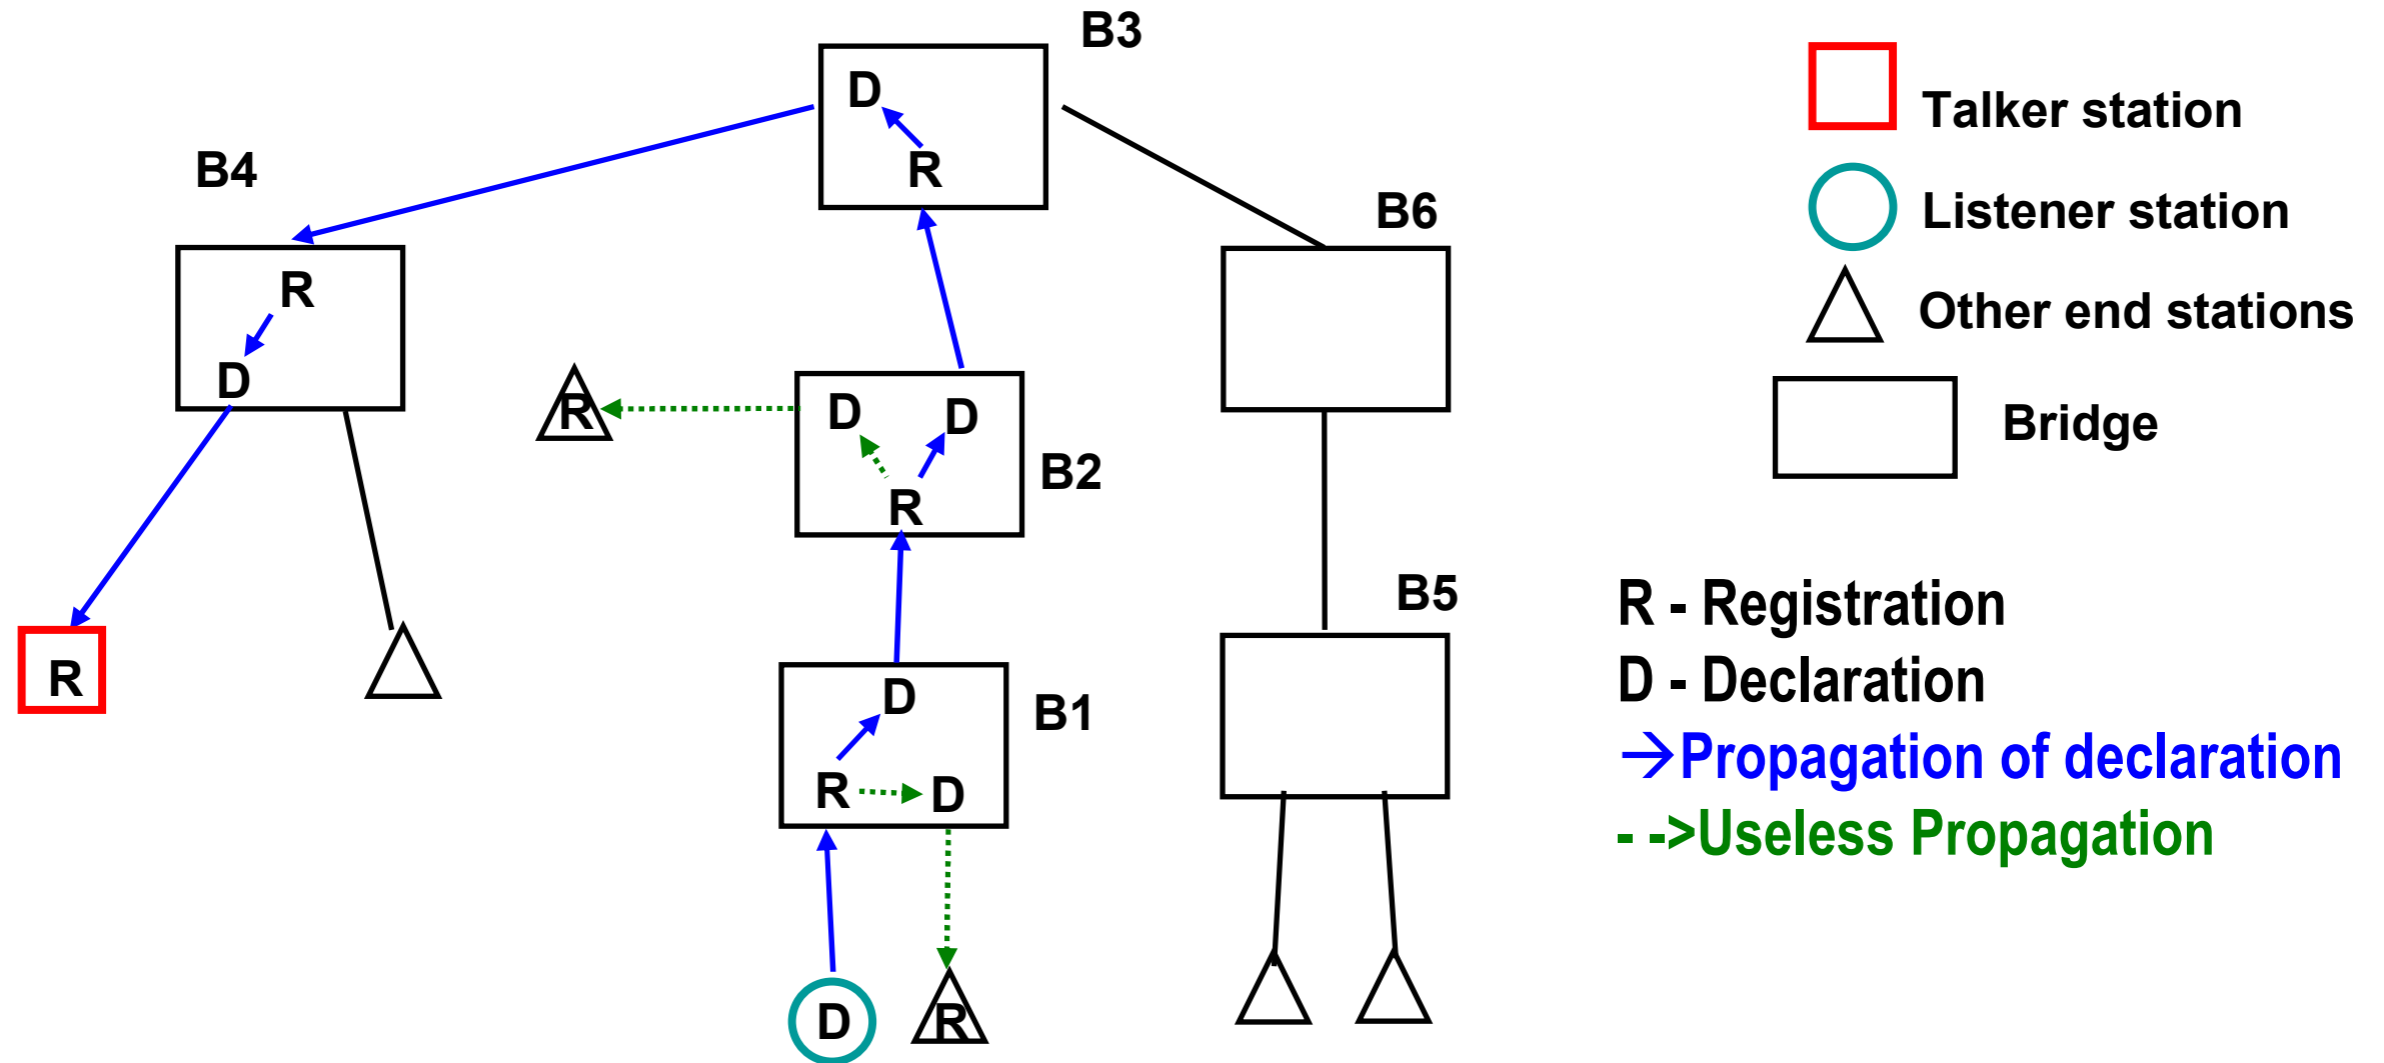 B3
D
R
B4
R
D
B6
R
D D
R
B2
B5
R
D
R D
B1
D
R
Talker station
Listener station
Other end stations
Bridge
R - Registration
D - Declaration
→Propagation of declaration
- ->Useless Propagation